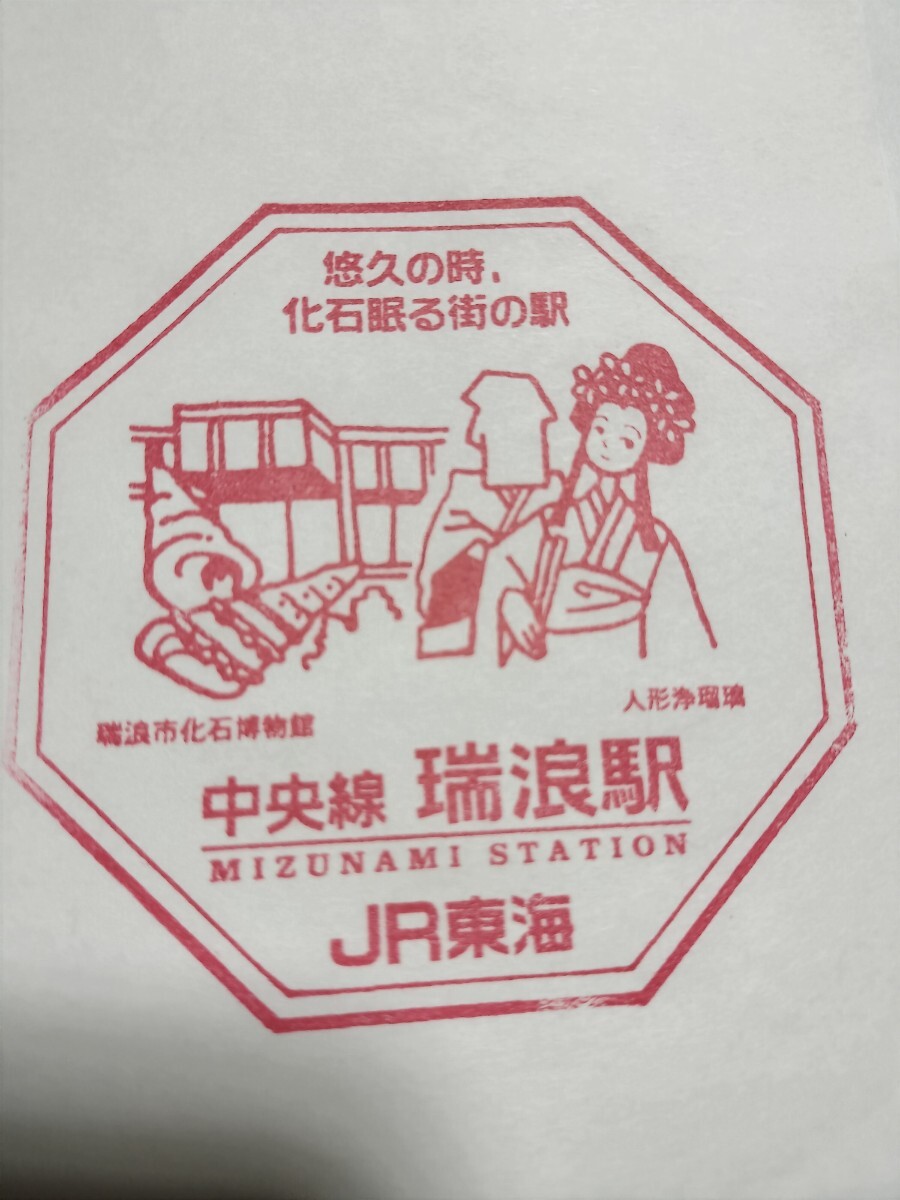 悠久の時、
化石眠る街の駅
瑞浪市化石博物館
人形浄瑠璃
中央線 瑞浪駅
MIZUNAMI STATION
JR東海